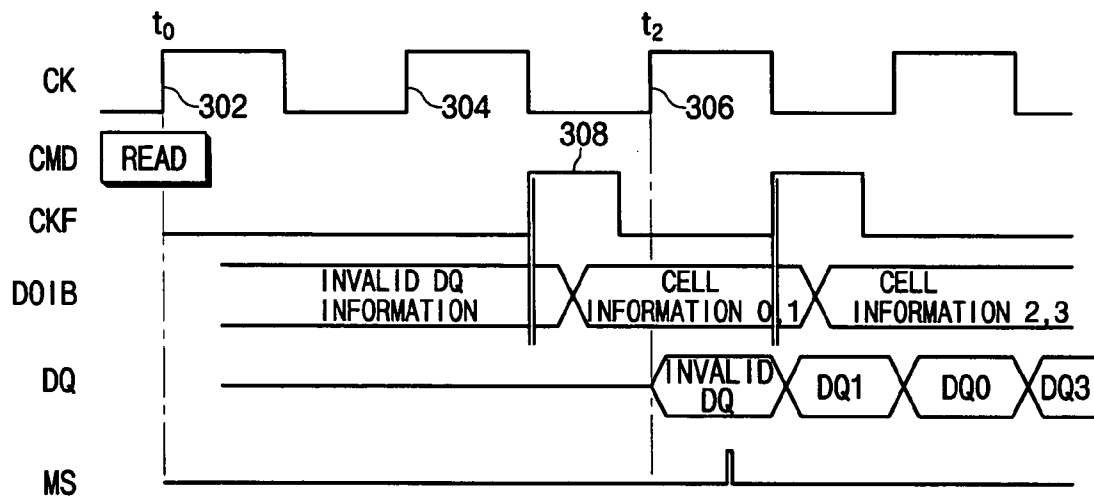 t0 t2
CK 302 304 306
CMD READ 308
CKF
DOIB INVALID DQ INFORMATION CELL INFORMATION 0,1 CELL INFORMATION 2,3
DQ INVALID DQ DQ1 DQ0 DQ3
MS